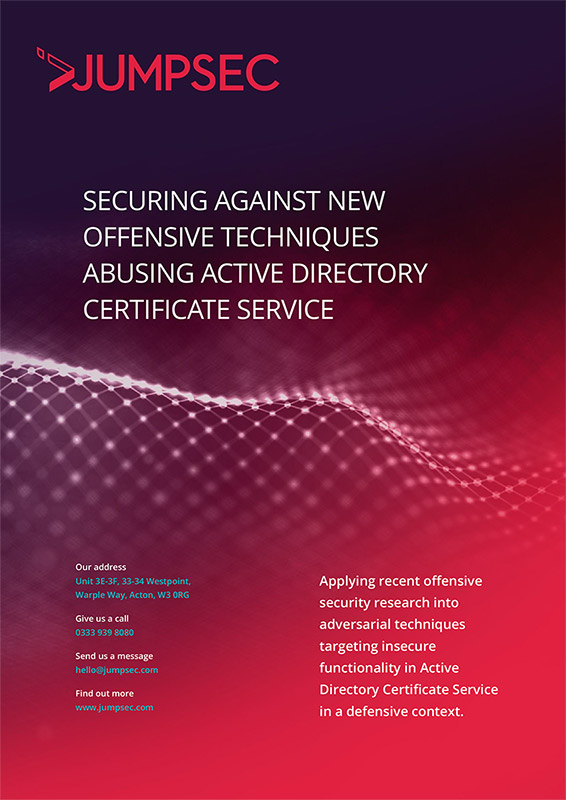 JUMPSEC
SECURING AGAINST NEW
OFFENSIVE TECHNIQUES
ABUSING ACTIVE DIRECTORY
CERTIFICATE SERVICE
Our address
Unit 3E-3F, 33-34 Westpoint,
Warple Way, Acton, W3 0RG
Give us a call
0333 939 8080
Send us a message
hello@jumpsec.com
Find out more
www.jumpsec.com
Applying recent offensive
security research into
adversarial techniques
targeting insecure
functionality in Active
Directory Certificate Service
in a defensive context.